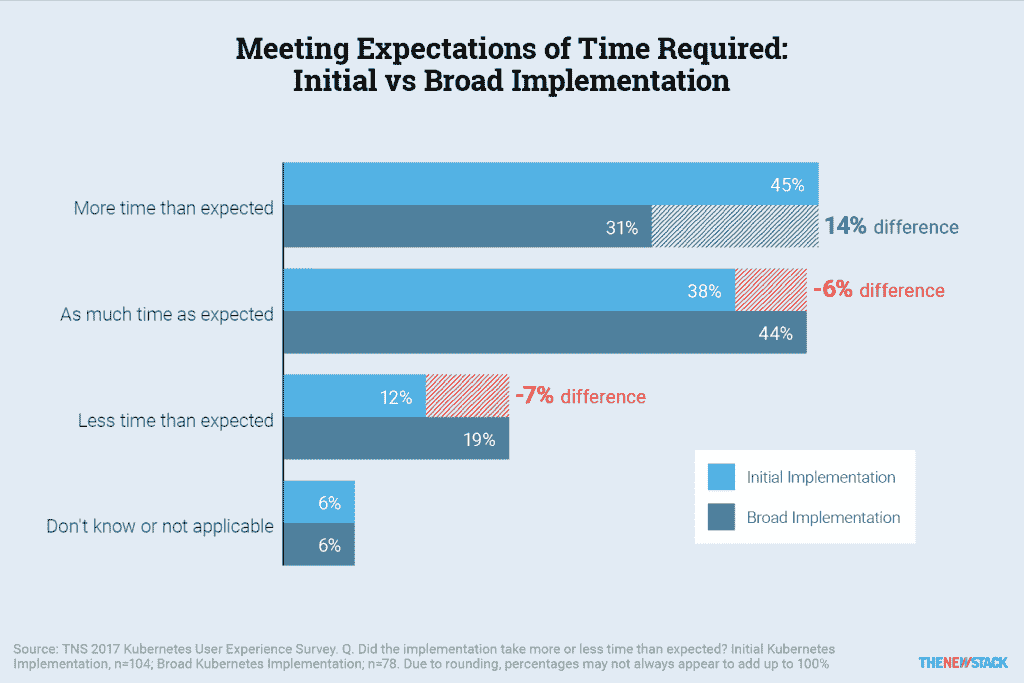 Meeting Expectations of Time Required:
Initial vs Broad Implementation
More time than expected
45%
31%
14% difference
As much time as expected
38%
-6% difference
44%
Less time than expected
12%
-7% difference
19%
Don't know or not applicable
6%
6%
Initial Implementation
Broad Implementation
Source: TNS 2017 Kubernetes User Experience Survey. Q. Did the implementation take more or less time than expected? Initial Kubernetes
Implementation, n=104; Broad Kubernetes Implementation; n=78. Due to rounding, percentages may not always appear to add up to 100%
THENEWSTACK